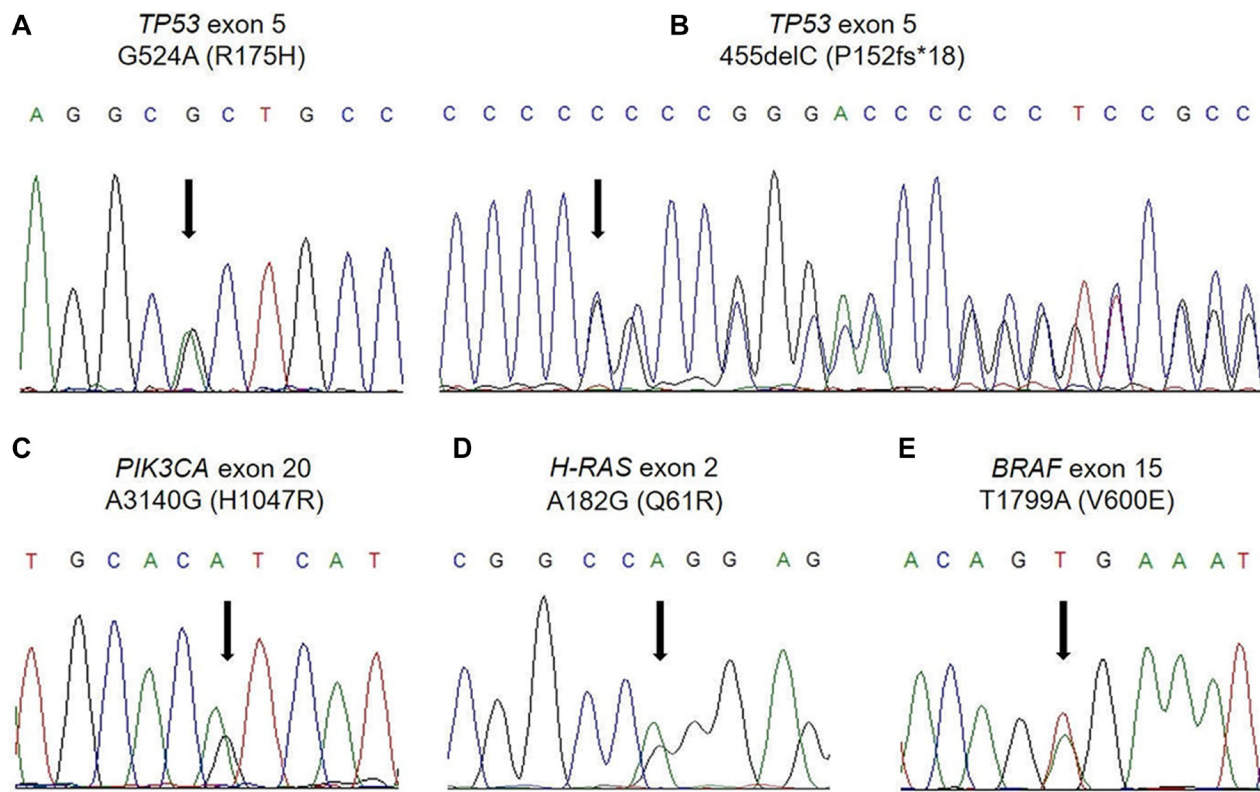 A
TP53 exon 5
G524A (R175H)
A G G C G C T G C C
B
TP53 exon 5
455delC (P152fs*18)
C C C C C C C C G G G A C C C C C T C C G C C
C
PIK3CA exon 20
A3140G (H1047R)
T G C A C A T C A T
D
H-RAS exon 2
A182G (Q61R)
C G G C C A G G A G
E
BRAF exon 15
T1799A (V600E)
A C A G T G A A A T